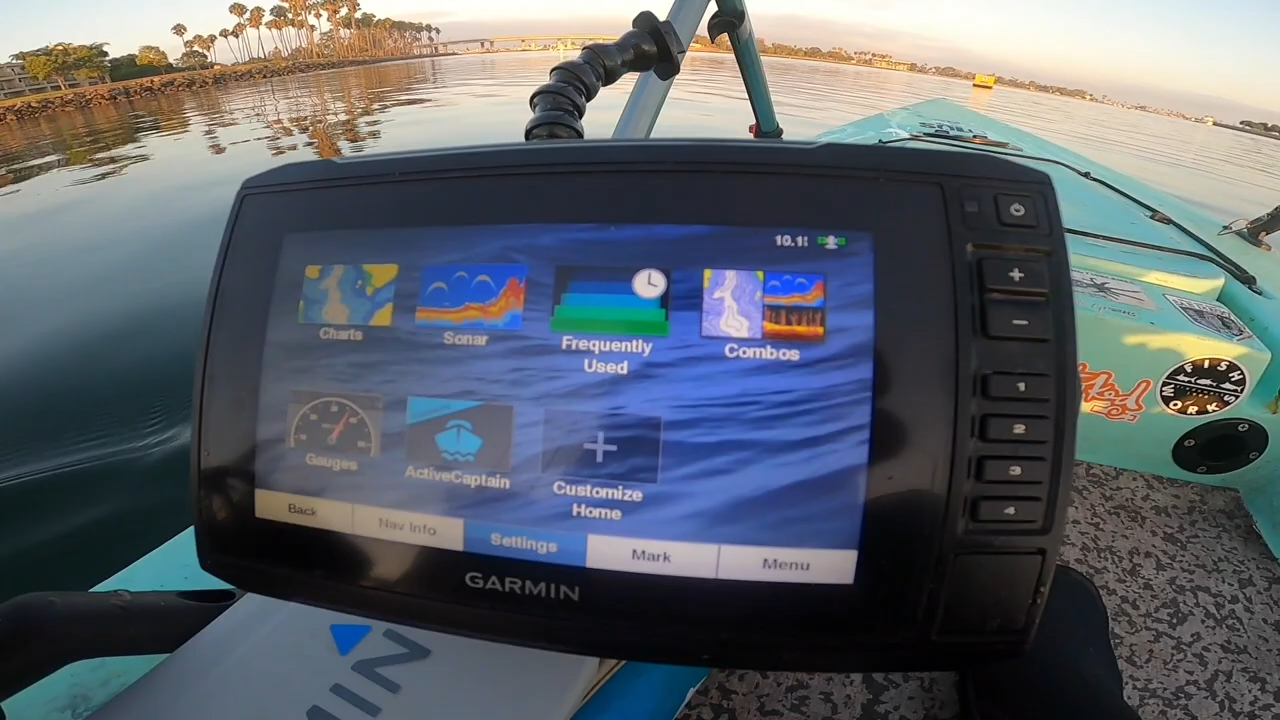 10.1
Charts
Sonar
Frequently
Used
Combos
Gauges
ActiveCaptain
Customize
Home
Back
Nav Info
Settings
Mark
Menu
GARMIN
+
-
1
2
3
4
FISH
WORKS
MIN